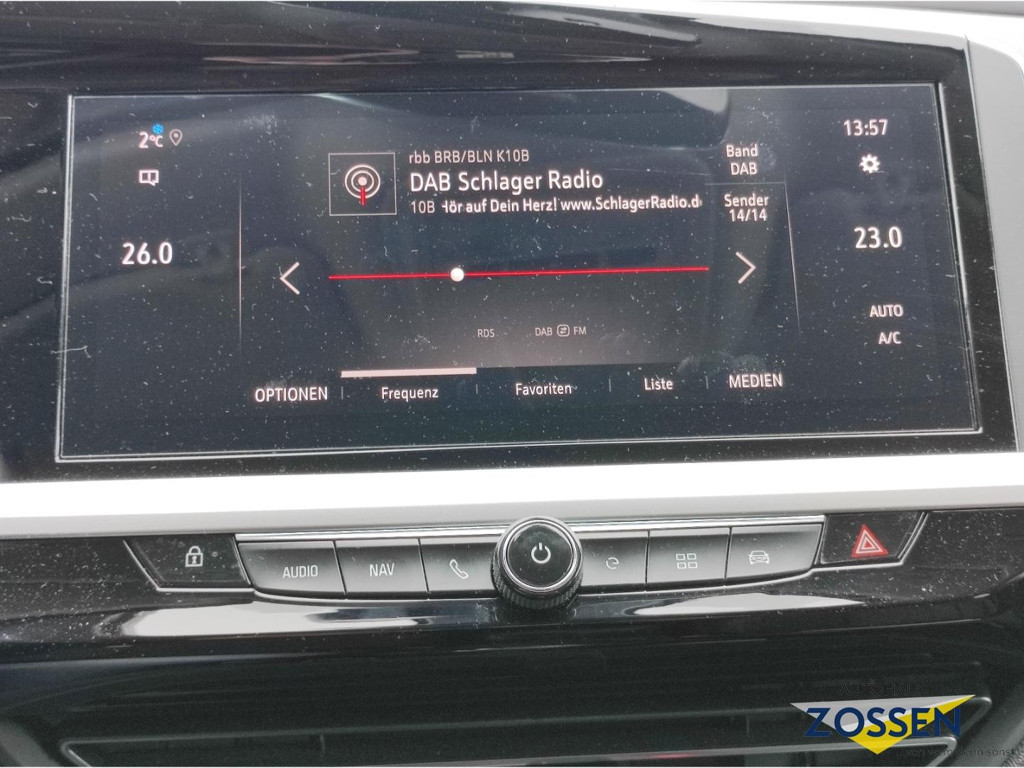 2°C
13:57
rbb BRB/BLN K10B
DAB Schlager Radio
10B Hör auf Dein Herz! www.SchlagerRadio.d
Band
DAB
Sender
14/14
26.0
23.0
AUTO
A/C
RDS DAB FM
OPTIONEN Frequenz Favoriten Liste MEDIEN
AUDIO NAV
ZOSSEN